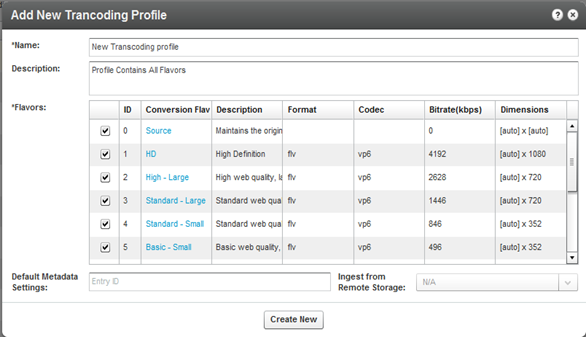 Add New Trancoding Profile
*Name: New Transcoding profile
Description: Profile Contains All Flavors
*Flavors:
ID Conversion Flav Description Format Codec Bitrate(kbps) Dimensions
0 Source Maintains the origin 0 [auto] x [auto]
1 HD High Definition flv vp6 4192 [auto] x 1080
2 High - Large High web quality, la flv vp6 2628 [auto] x 720
3 Standard - Large Standard web qua flv vp6 1446 [auto] x 720
4 Standard - Small Standard web qua flv vp6 846 [auto] x 352
5 Basic - Small Basic web quality, flv vp6 496 [auto] x 352
Default Metadata Settings: Entry ID Ingest from Remote Storage: N/A
Create New